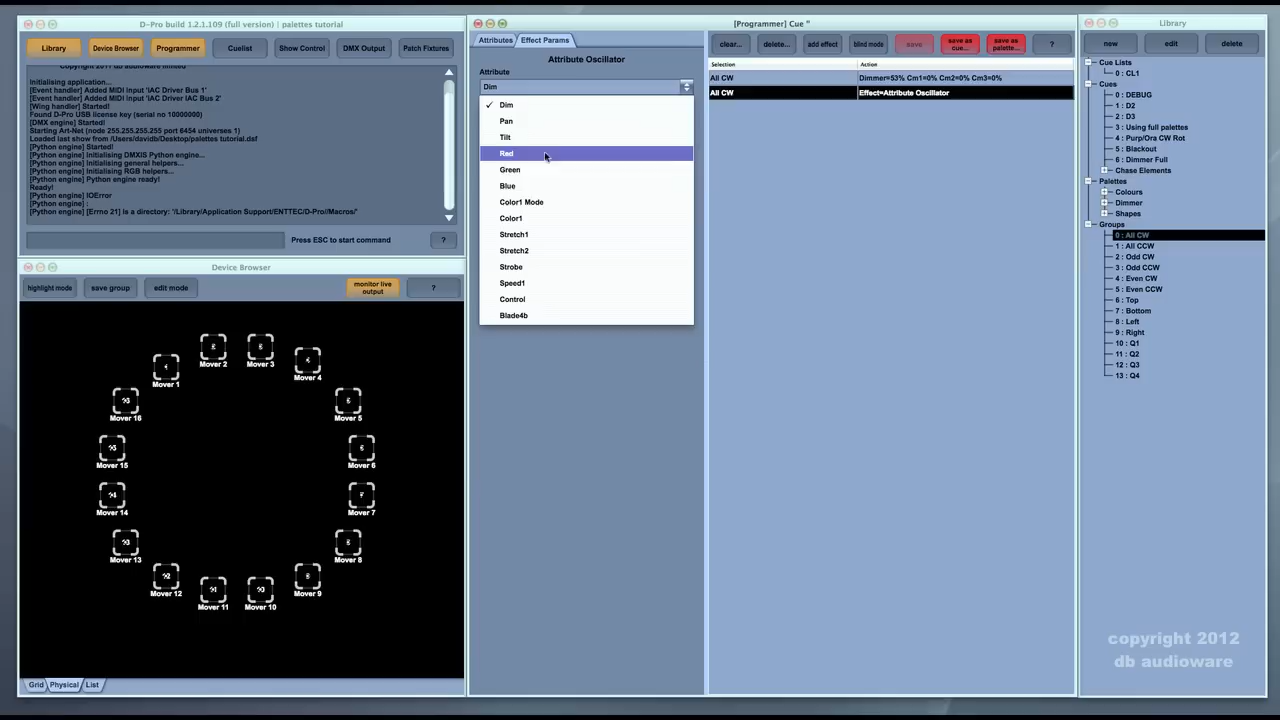 D-Pro build 1.2.1.109 (full version) | palettes tutorial
Library
Device Browser
Programmer
Cuelist
Show Control
DMX Output
Patch Fixtures
Copyright 2011 db audioware limited
Initialising application...
[Event handler] Added MIDI input 'IAC Driver Bus 1'
[Event handler] Added MIDI input 'IAC Driver IAC Bus 2'
[Wing handler] Started!
Found D-Pro USB license key (serial no 10000000)
[DMX engine] Started!
Starting Art-Net (node 255.255.255.255 port 6454 universes 1)
Loaded last show from /Users/davidb/Desktop/palettes tutorial.dsf
[Python engine] Started!
[Python engine] Initialising DMXIS Python engine...
[Python engine] Initialising general helpers...
[Python engine] Initialising RGB helpers...
[Python engine] Python engine ready!
Ready!
[Python engine] IOError
[Python engine] :
[Python engine] [Errno 21] is a directory: '/Library/Application Support/ENTTEC/D-Pro//Macros/'
Press ESC to start command
?
Device Browser
highlight mode
save group
edit mode
monitor live
output
?
Mover 1
Mover 2
Mover 3
Mover 4
Mover 16
Mover 5
Mover 15
Mover 6
Mover 14
Mover 7
Mover 13
Mover 8
Mover 12
Mover 11
Mover 10
Mover 9
Grid
Physical
List
[Programmer] Cue "
Attributes
Effect Params
Attribute Oscillator
Attribute
Dim
✓ Dim
Pan
Tilt
Red
Green
Blue
Color1 Mode
Color1
Stretch1
Stretch2
Strobe
Speed1
Control
Blade4b
clear...
delete...
add effect
blind mode
save
save as
cue...
save as
palette...
?
Selection
Action
All CW
Dimmer=53% Cm1=0% Cm2=0% Cm3=0%
All CW
Effect=Attribute Oscillator
Library
new
edit
delete
Cue Lists
0 : CL1
Cues
0 : DEBUG
1 : D2
2 : D3
3 : Using full palettes
4 : Purp/Ora CW Rot
5 : Blackout
6 : Dimmer Full
Chase Elements
Palettes
Colours
Dimmer
Shapes
Groups
0 : All CW
1 : All CCW
2 : Odd CW
3 : Odd CCW
4 : Even CW
5 : Even CCW
6 : Top
7 : Bottom
8 : Left
9 : Right
10 : Q1
11 : Q2
12 : Q3
13 : Q4
copyright 2012
db audioware